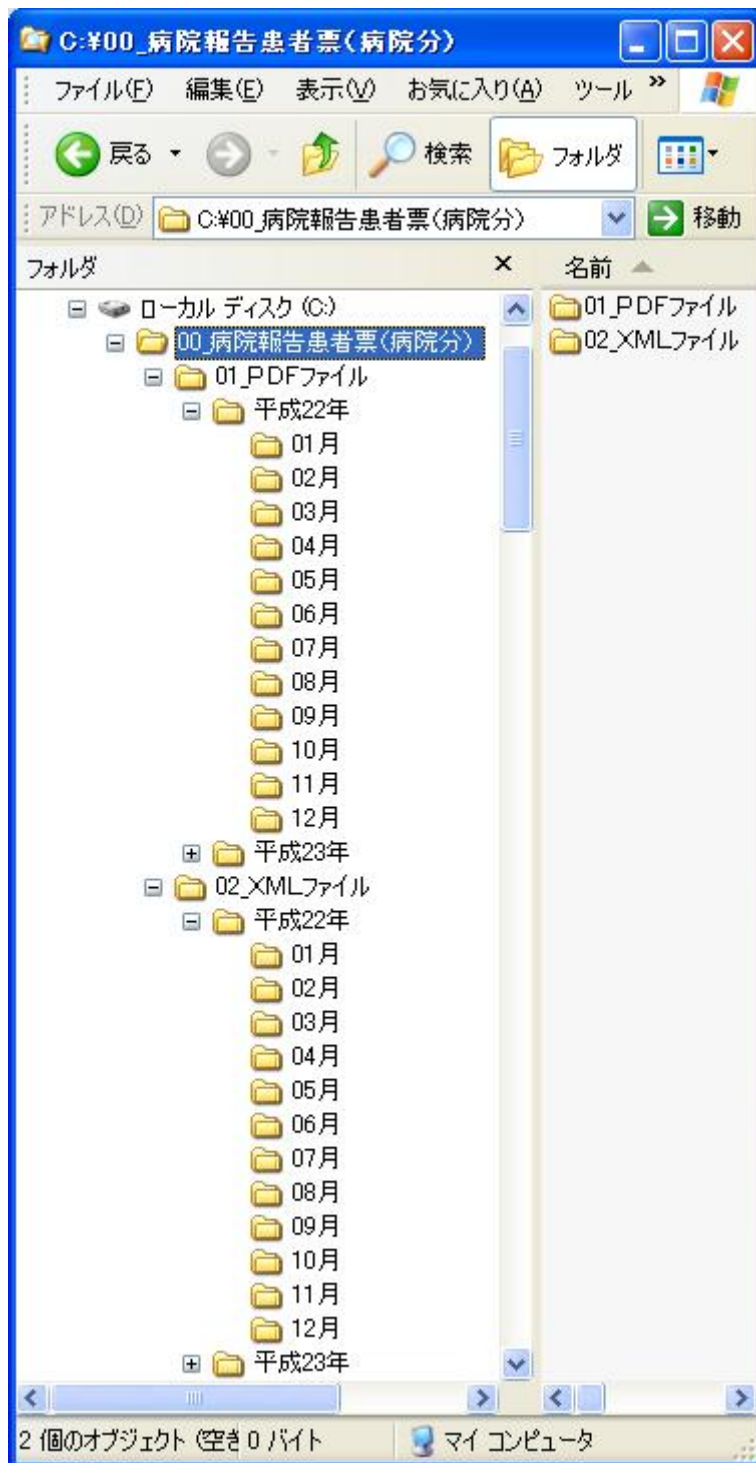 C:¥00_病院報告患者票(病院分)
ファイル(F) 編集(E) 表示(V) お気に入り(A) ツール »
戻る 検索 フォルダ
アドレス(D) C:¥00_病院報告患者票(病院分) 移動
フォルダ × 名前
ローカル ディスク (C:)
00_病院報告患者票(病院分)
01_PDFファイル
平成22年
01月
02月
03月
04月
05月
06月
07月
08月
09月
10月
11月
12月
平成23年
02_XMLファイル
平成22年
01月
02月
03月
04月
05月
06月
07月
08月
09月
10月
11月
12月
平成23年
01_PDFファイル
02_XMLファイル
2 個のオブジェクト (空き 0 バイト マイ コンピュータ